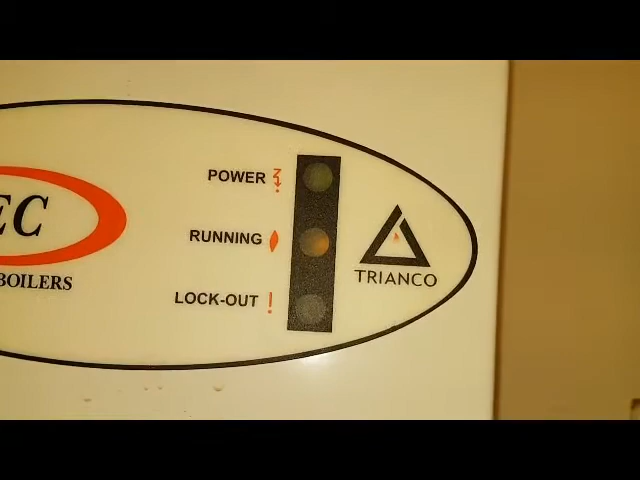 EC
BOILERS
POWER
RUNNING
LOCK-OUT !
TRIANCO